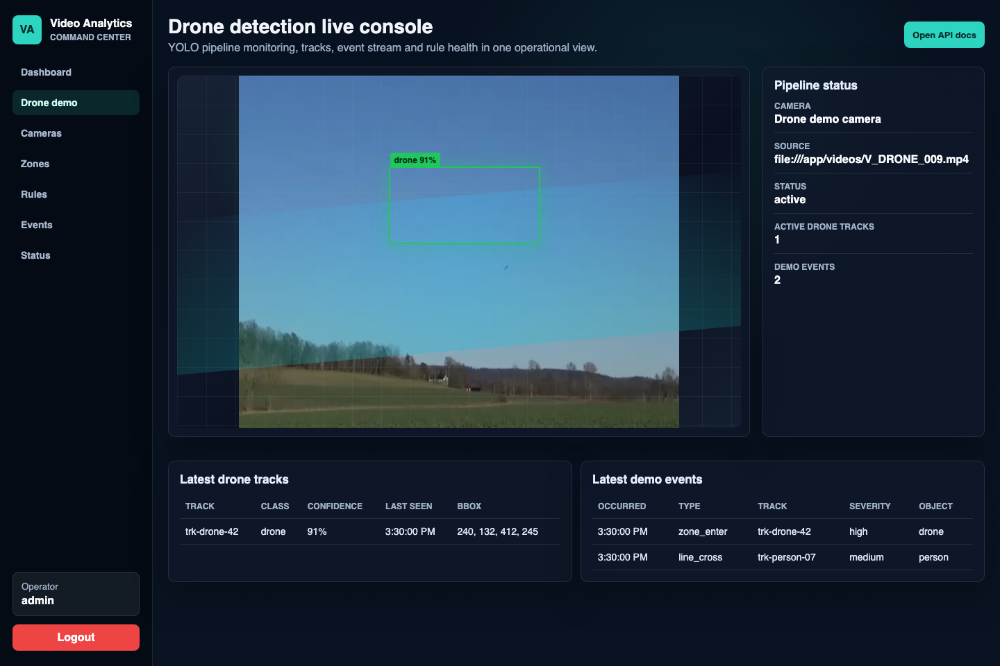 VA
Video Analytics
COMMAND CENTER
Dashboard
Drone demo
Cameras
Zones
Rules
Events
Status
Operator
admin
Logout
Drone detection live console
YOLO pipeline monitoring, tracks, event stream and rule health in one operational view.
Open API docs
drone 91%
Pipeline status
CAMERA
Drone demo camera
SOURCE
file:///app/videos/V_DRONE_009.mp4
STATUS
active
ACTIVE DRONE TRACKS
1
DEMO EVENTS
2
Latest drone tracks
TRACK CLASS CONFIDENCE LAST SEEN BBOX
trk-drone-42 drone 91% 3:30:00 PM 240, 132, 412, 245
Latest demo events
OCCURRED TYPE TRACK SEVERITY OBJECT
3:30:00 PM zone_enter trk-drone-42 high drone
3:30:00 PM line_cross trk-person-07 medium person